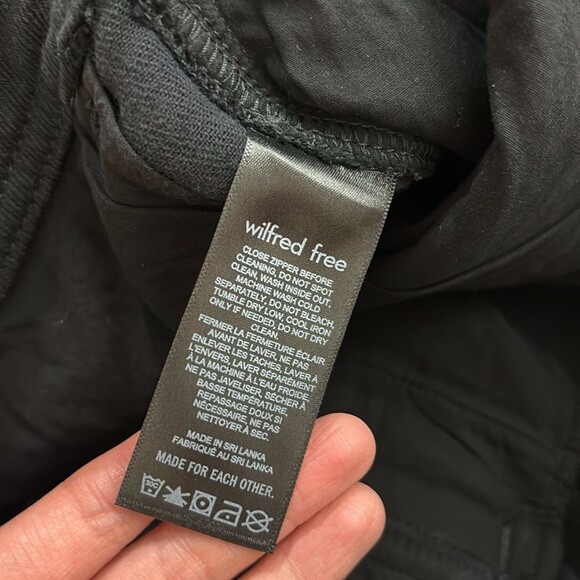 wilfred free
CLOSE ZIPPER BEFORE
CLEANING, DO NOT SPOT
CLEAN, WASH INSIDE OUT,
MACHINE WASH COLD
SEPARATELY, DO NOT BLEACH,
TUMBLE DRY LOW, COOL IRON
ONLY IF NEEDED, DO NOT DRY
CLEAN.
FERMER LA FERMETURE ÉCLAIR
AVANT DE LAVER, NE PAS
ENLEVER LES TACHES, LAVER À
L'ENVERS, LAVER SÉPARÉMENT
À LA MACHINE À L'EAU FROIDE,
NE PAS JAVELISER, SÉCHER À
BASSE TEMPÉRATURE,
REPASSAGE DOUX SI
NÉCESSAIRE, NE PAS
NETTOYER À SEC.
MADE IN SRI LANKA
FABRIQUÉ AU SRI LANKA
MADE FOR EACH OTHER.
30C